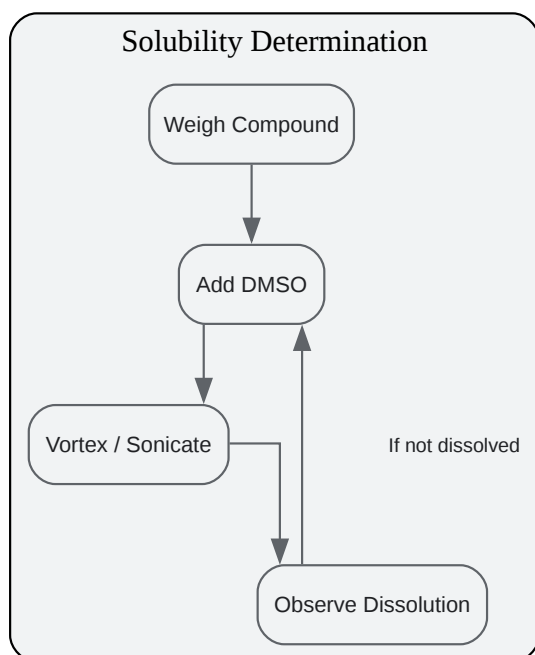 Solubility Determination
Weigh Compound
Add DMSO
Vortex / Sonicate
If not dissolved
Observe Dissolution